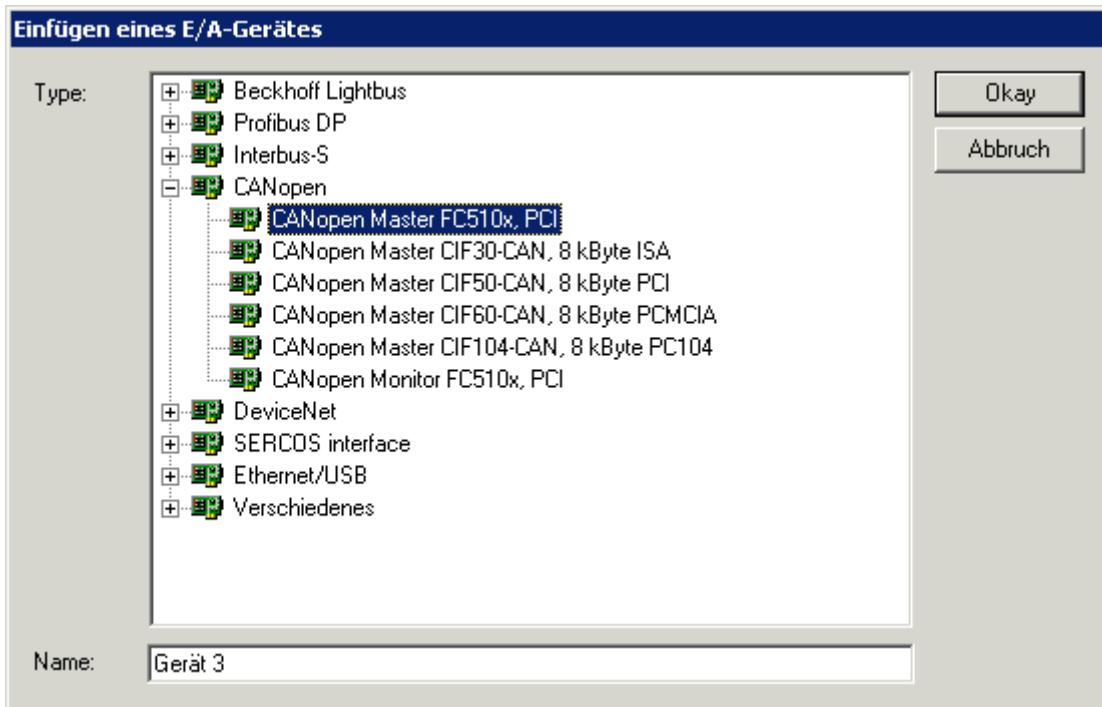 Einfügen eines E/A-Gerätes
Type:
Beckhoff Lightbus
Profibus DP
Interbus-S
CANopen
CANopen Master FC510x, PCI
CANopen Master CIF30-CAN, 8 kByte ISA
CANopen Master CIF50-CAN, 8 kByte PCI
CANopen Master CIF60-CAN, 8 kByte PCMCIA
CANopen Master CIF104-CAN, 8 kByte PC104
CANopen Monitor FC510x, PCI
DeviceNet
SERCOS interface
Ethernet/USB
Verschiedenes
Okay
Abbruch
Name:
Gerät 3